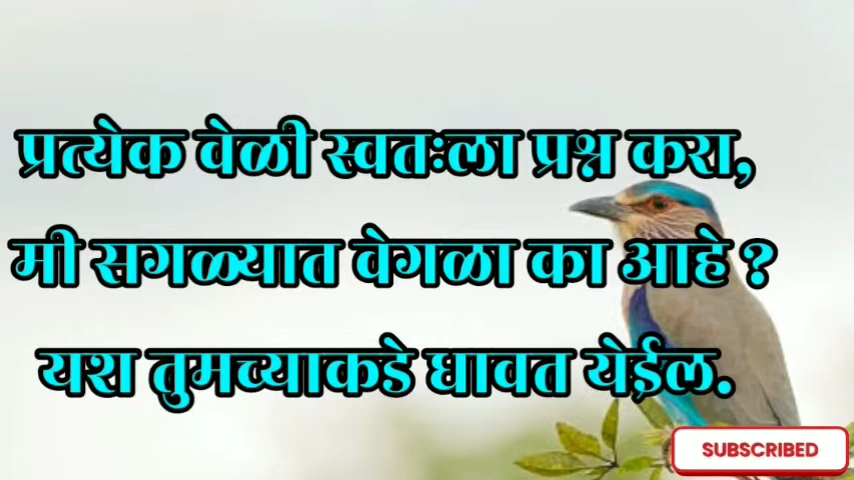 प्रत्येक वेळी स्वतःला प्रश्न करा,
मी सगळ्यात वेगळा का आहे ?
यश तुमच्याकडे धावत येईल.
SUBSCRIBED